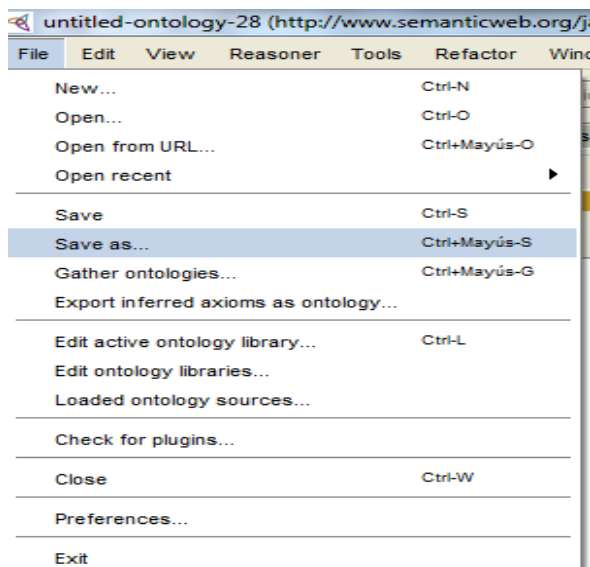 untitled-ontology-28 (http://www.semanticweb.org/j
File Edit View Reasoner Tools Refactor Wind
New... Ctrl-N
Open... Ctrl-O
Open from URL... Ctrl+Mayús-O
Open recent
Save Ctrl-S
Save as... Ctrl+Mayús-S
Gather ontologies... Ctrl+Mayús-G
Export inferred axioms as ontology...
Edit active ontology library... Ctrl-L
Edit ontology libraries...
Loaded ontology sources...
Check for plugins...
Close Ctrl-W
Preferences...
Exit